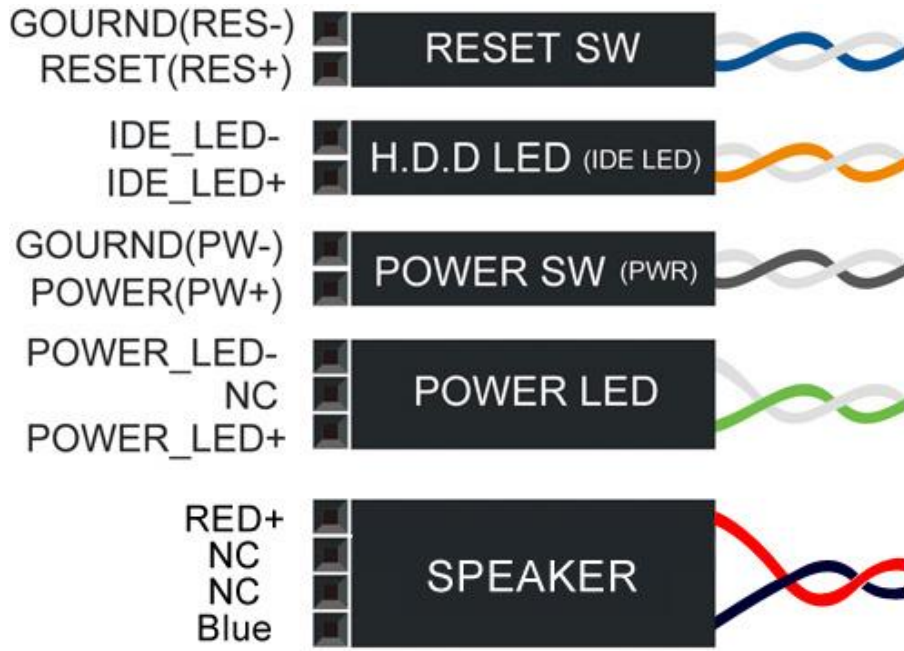 GOURND(RES-)
RESET(RES+)
RESET SW
IDE_LED-
IDE_LED+
H.D.D LED (IDE LED)
GOURND(PW-)
POWER(PW+)
POWER SW (PWR)
POWER_LED-
NC
POWER_LED+
POWER LED
RED+
NC
NC
Blue
SPEAKER